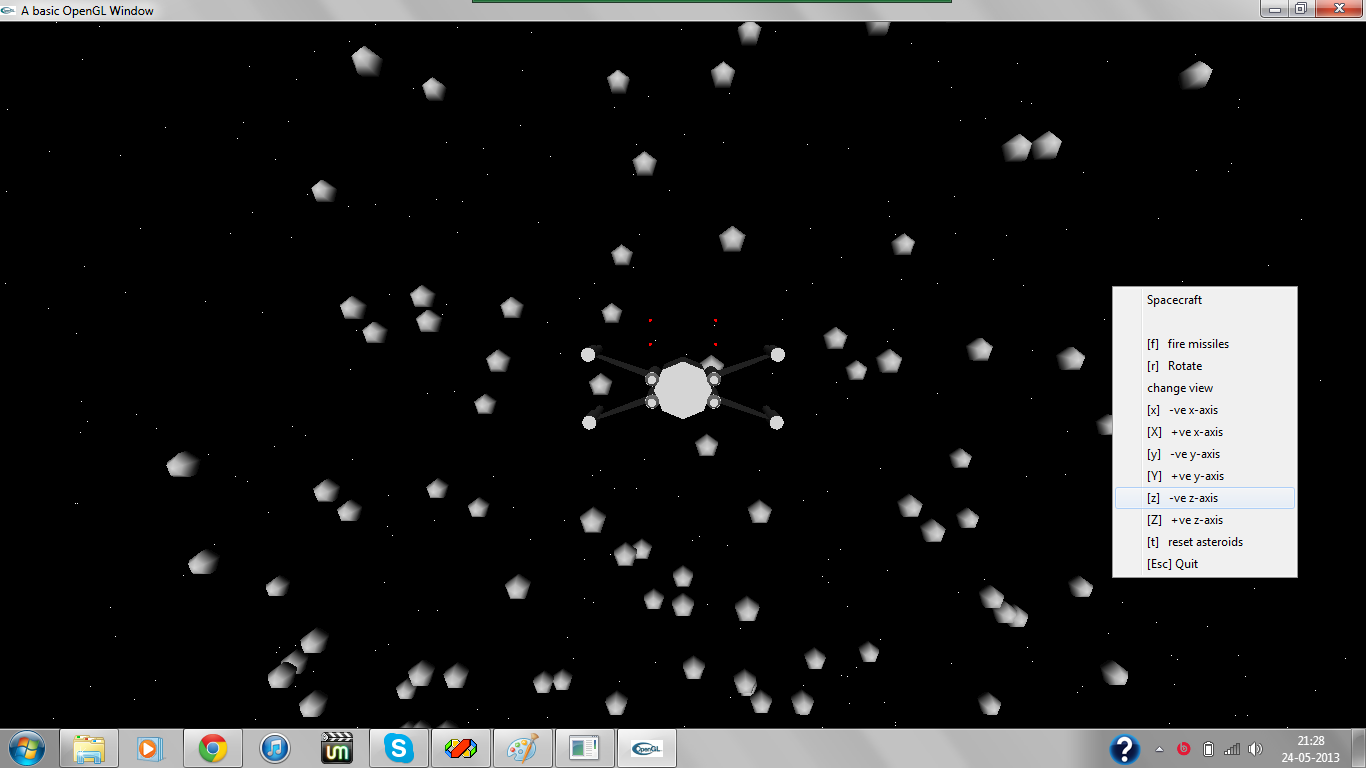 A basic OpenGL Window
Spacecraft
[f] fire missiles
[r] Rotate
change view
[x] -ve x-axis
[X] +ve x-axis
[y] -ve y-axis
[Y] +ve y-axis
[z] -ve z-axis
[Z] +ve z-axis
[t] reset asteroids
[Esc] Quit
um
OpenGL
21:28
24-05-2013